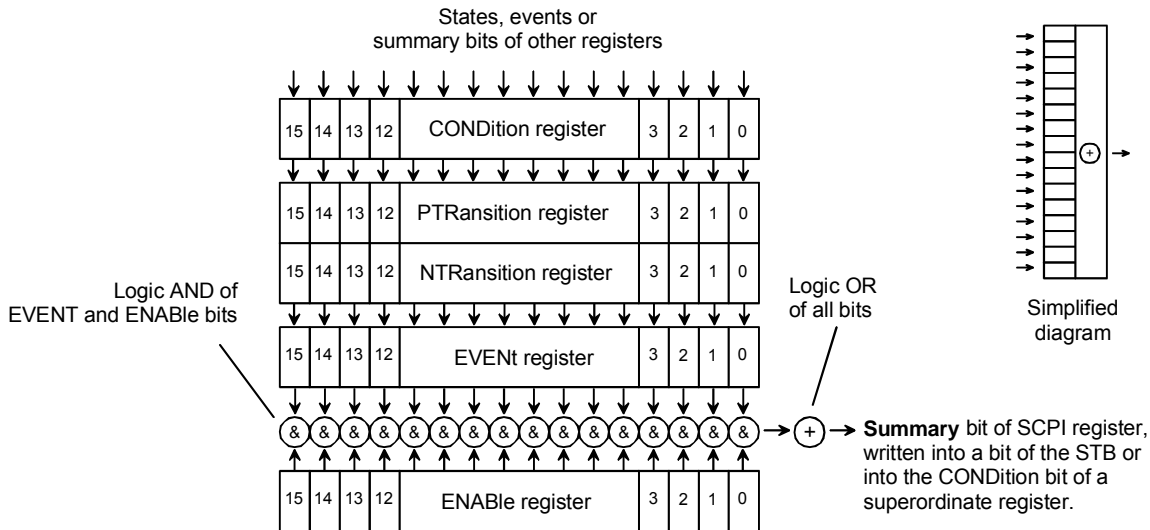 States, events or
summary bits of other registers
15 14 13 12 CONDition register 3 2 1 0
15 14 13 12 PTRansition register 3 2 1 0
15 14 13 12 NTRansition register 3 2 1 0
Logic AND of
EVENT and ENABle bits
Logic OR
of all bits
Simplified
diagram
15 14 13 12 EVENt register 3 2 1 0
& & & & & & & & & & & & & & & & + Summary bit of SCPI register,
written into a bit of the STB or
into the CONDition bit of a
superordinate register.
15 14 13 12 ENABle register 3 2 1 0
+